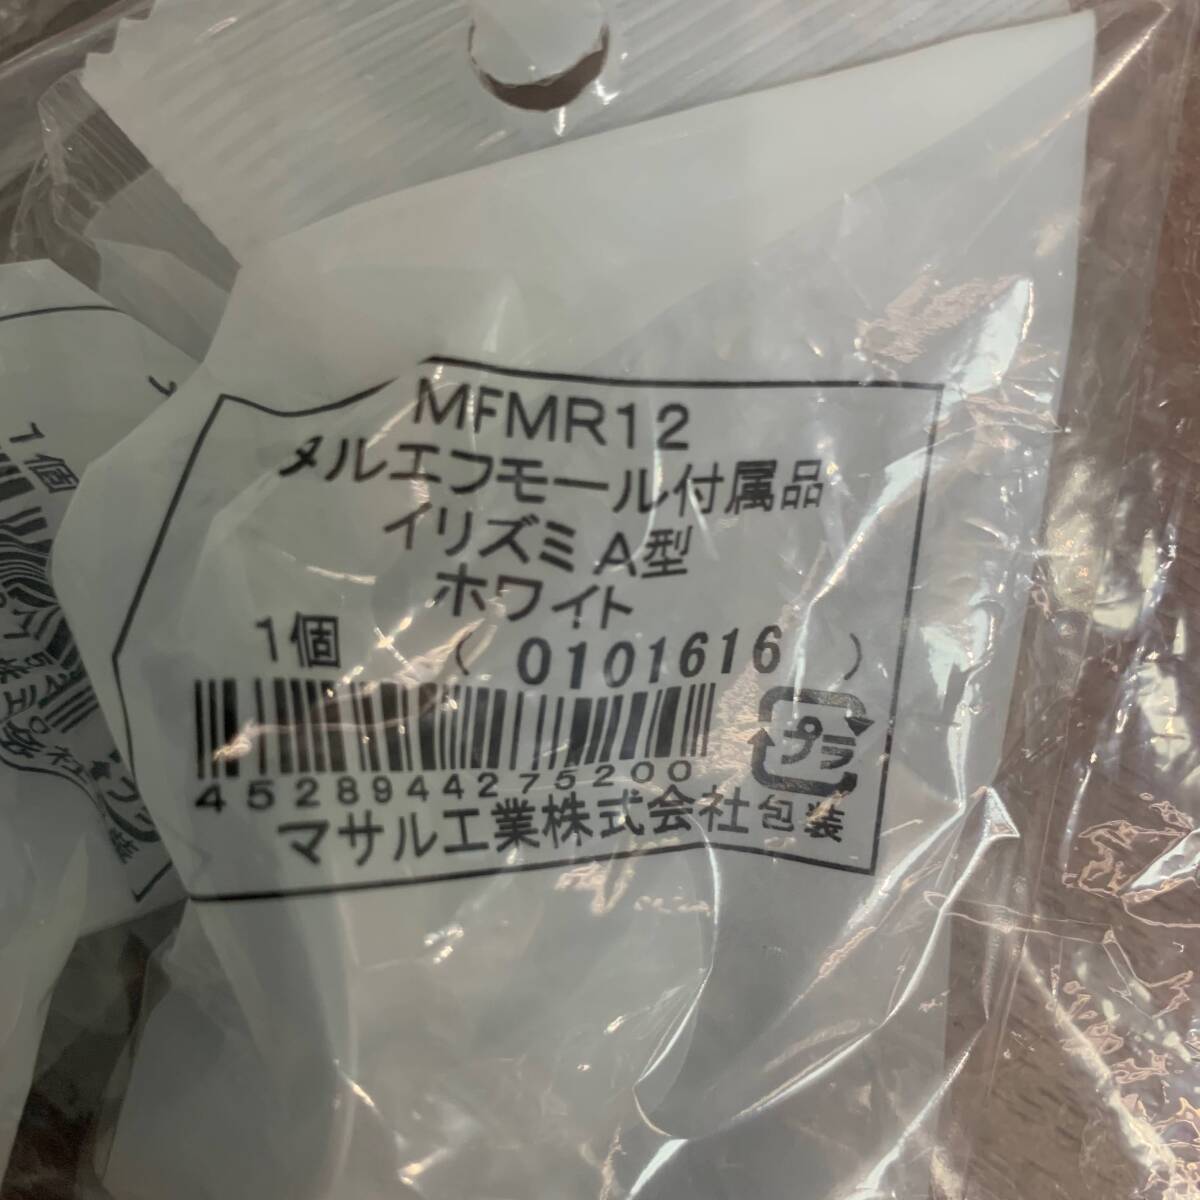 MFMR12
メルエフモール付属品
イリズミ A型
ホワイト
1個 ( 0101616 )
プラ
4528944275200
マサル工業株式会社 包装
1個